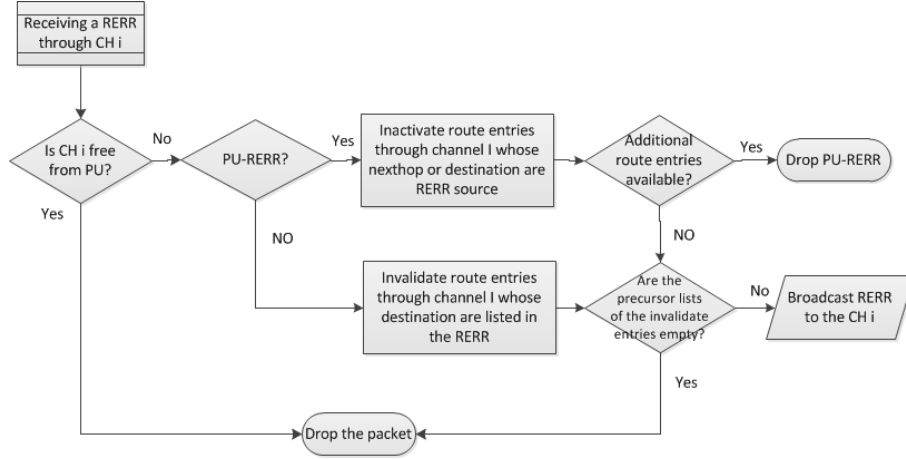 Receiving a RERR
through CH i
Is CH i free
from PU?
No
Yes
PU-RERR?
Yes
NO
Inactivate route entries
through channel I whose
nexthop or destination are
RERR source
Additional
route entries
available?
Yes
Drop PU-RERR
NO
Invalidate route entries
through channel I whose
destination are listed in
the RERR
Are the
precursor lists
of the invalidate
entries empty?
No
Broadcast RERR
to the CH i
Yes
Drop the packet